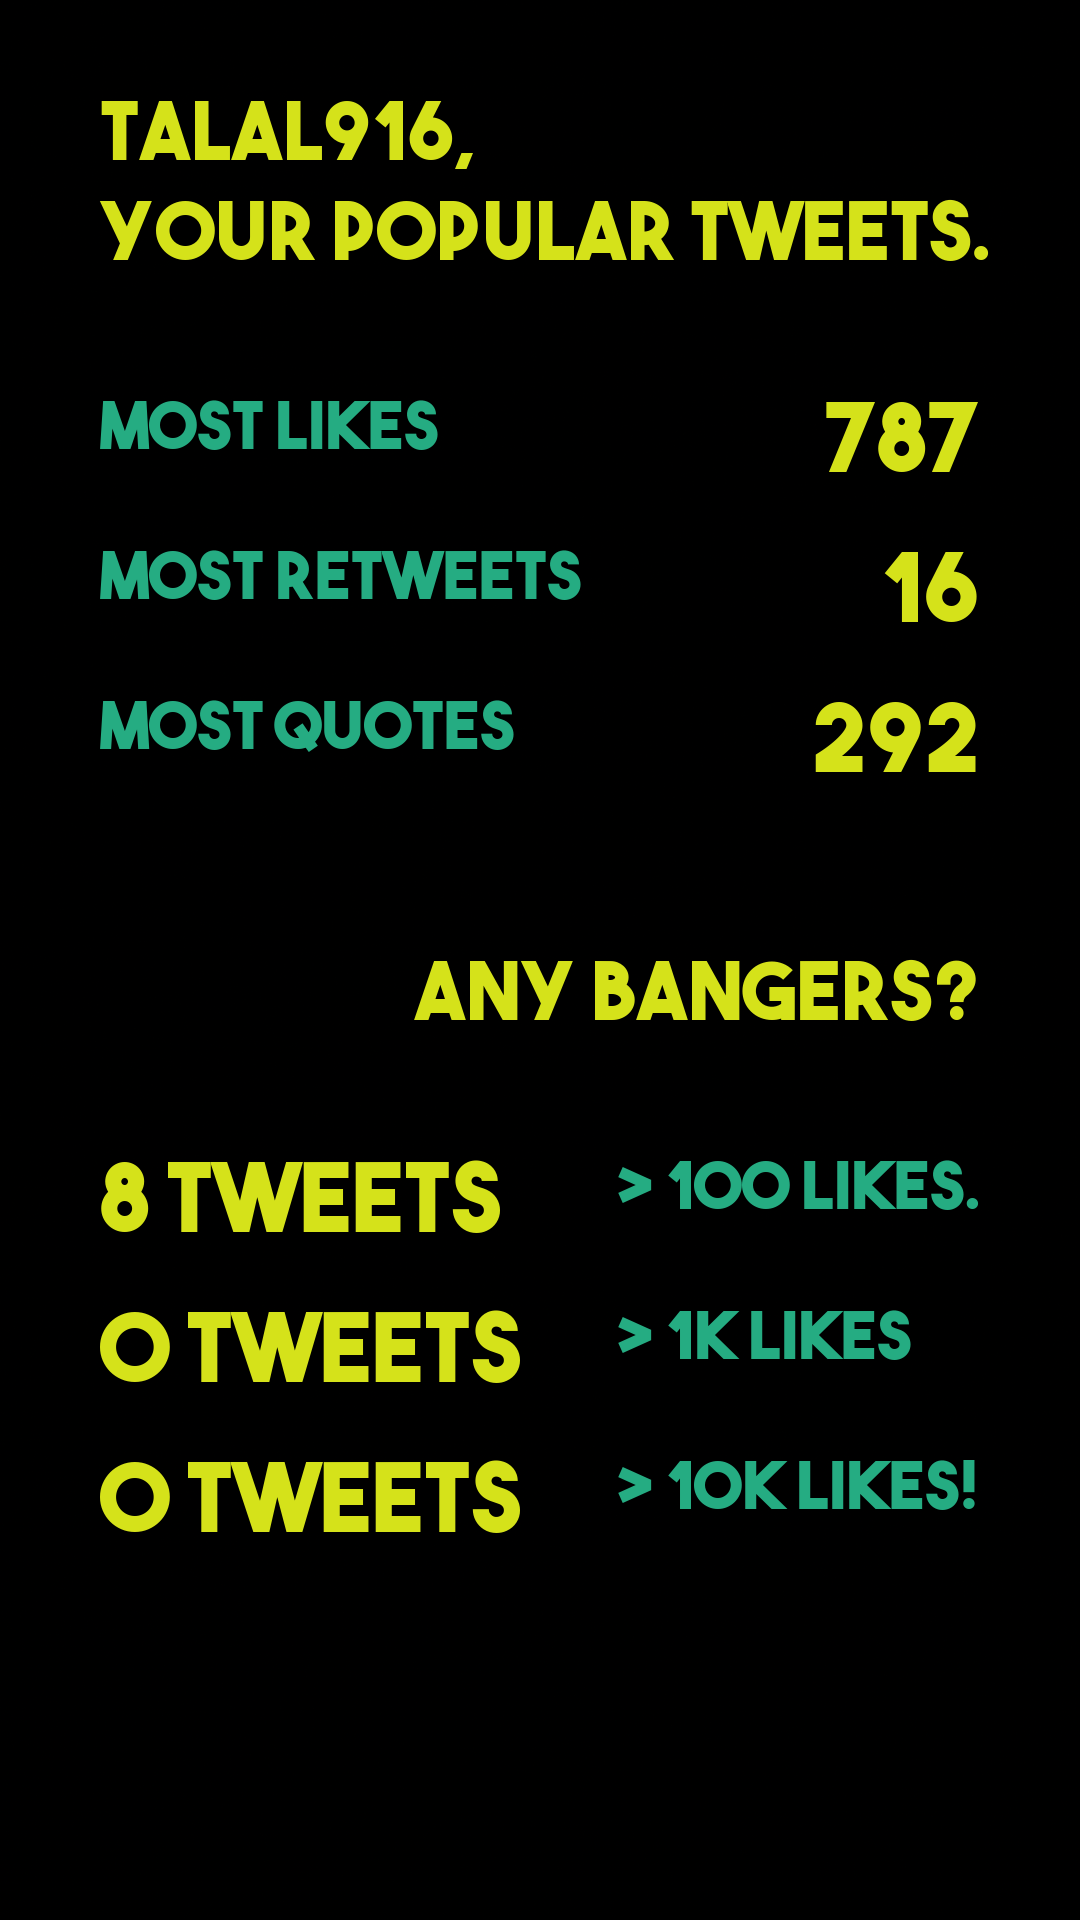 TALAL916,
YOUR POPULAR TWEETS.
MOST LIKES 787
MOST RETWEETS 16
MOST QUOTES 292
ANY BANGERS?
8 TWEETS > 100 LIKES.
0 TWEETS > 1K LIKES
0 TWEETS > 10K LIKES!